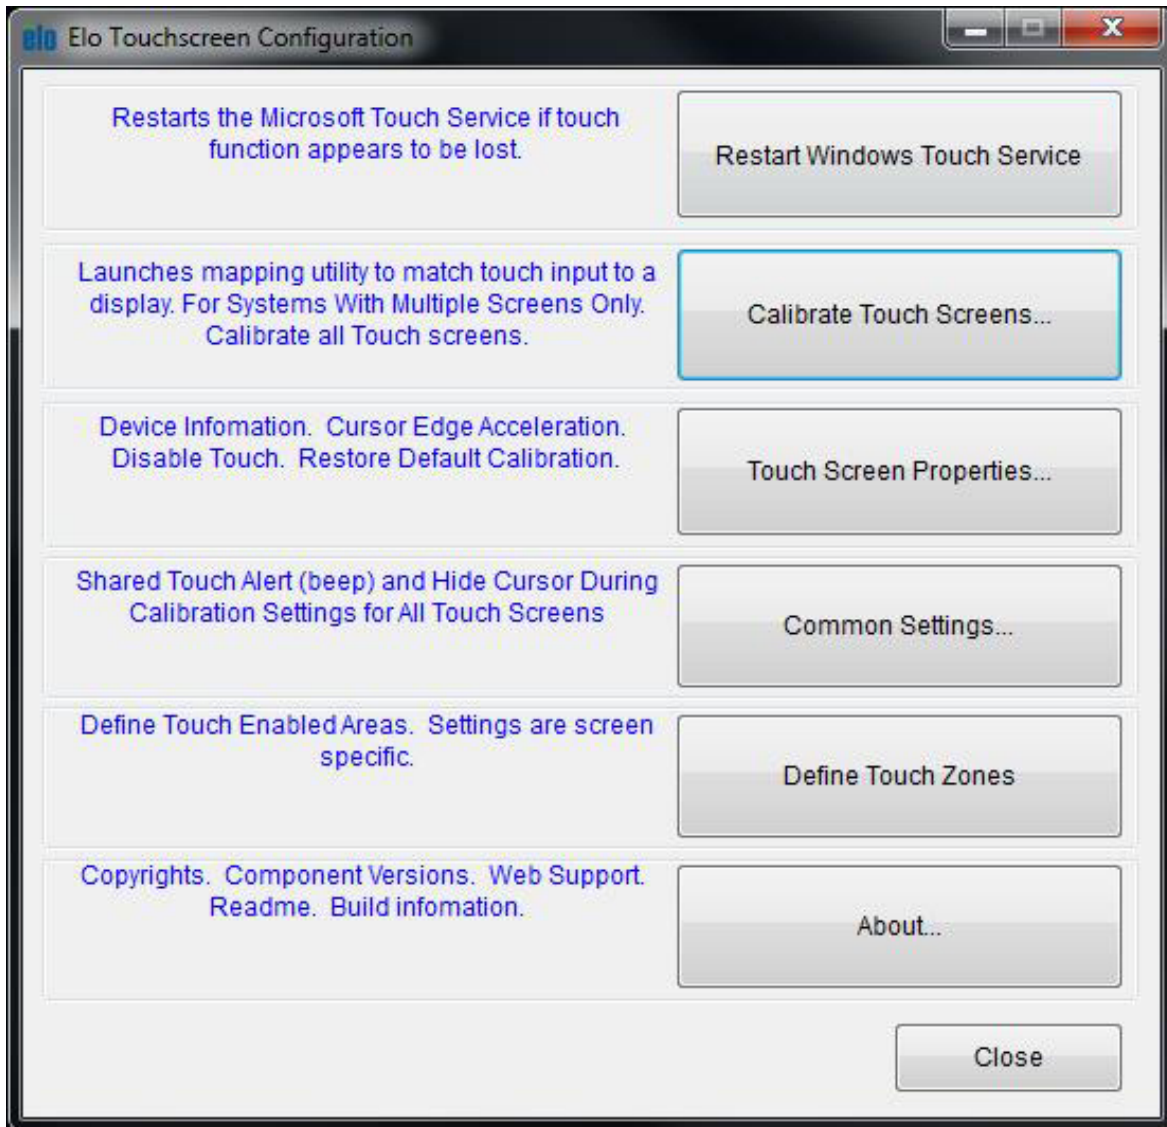 elo Elo Touchscreen Configuration
Restarts the Microsoft Touch Service if touch
function appears to be lost.
Restart Windows Touch Service
Launches mapping utility to match touch input to a
display. For Systems With Multiple Screens Only.
Calibrate all Touch screens.
Calibrate Touch Screens...
Device Infomation.  Cursor Edge Acceleration.
Disable Touch.  Restore Default Calibration.
Touch Screen Properties...
Shared Touch Alert (beep) and Hide Cursor During
Calibration Settings for All Touch Screens
Common Settings...
Define Touch Enabled Areas.  Settings are screen
specific.
Define Touch Zones
Copyrights.  Component Versions.  Web Support.
Readme.  Build infomation.
About...
Close